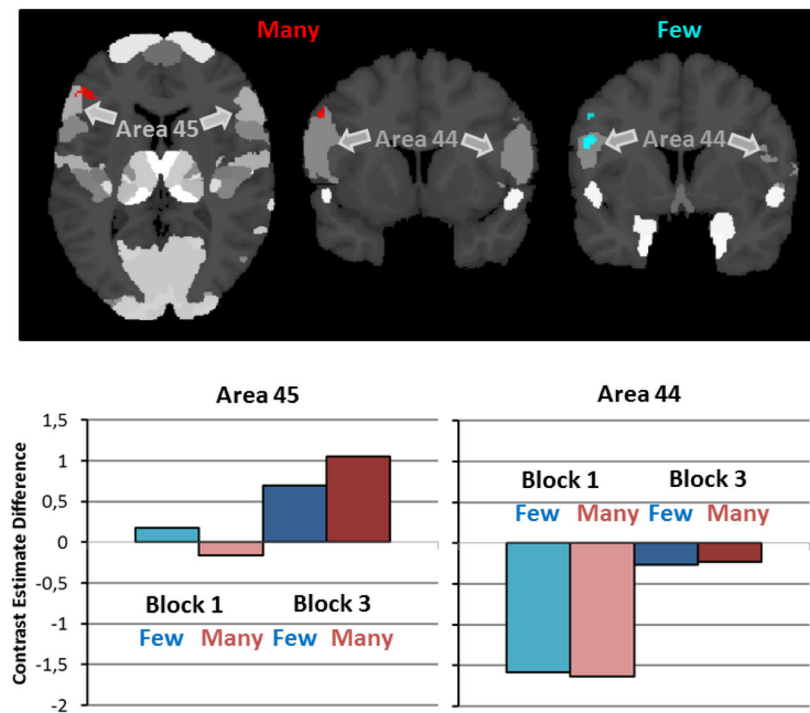 Many
Few
Area 45
Area 44
Area 44
Area 45
Area 44
Contrast Estimate Difference
1,5
1
0,5
0
-0,5
-1
-1,5
-2
Block 1 Block 3
Few Many Few Many
Block 1 Block 3
Few Many Few Many